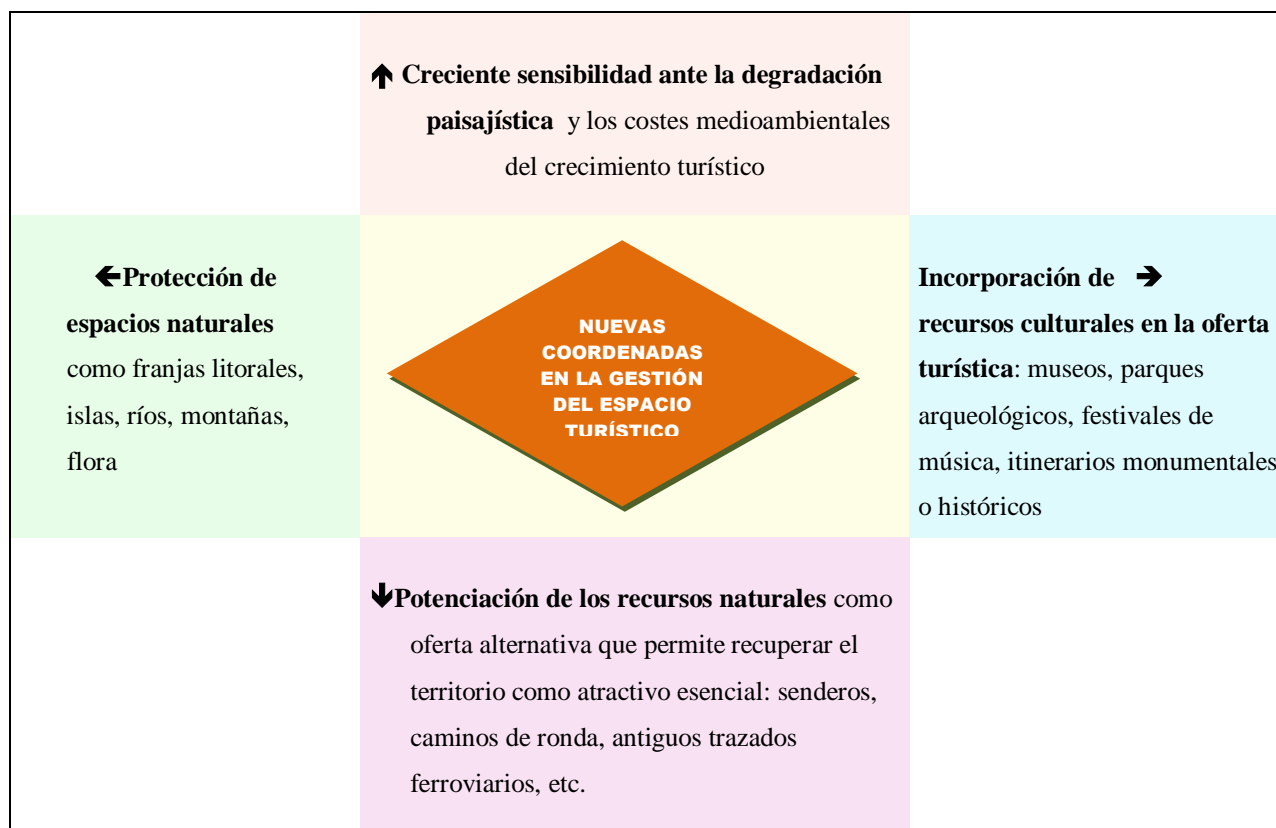 ↑ Creciente sensibilidad ante la degradación
paisajística y los costes medioambientales
del crecimiento turístico
←Protección de
espacios naturales
como franjas litorales,
islas, ríos, montañas,
flora
NUEVAS
COORDENADAS
EN LA GESTIÓN
DEL ESPACIO
TURÍSTICO
Incorporación de →
recursos culturales en la oferta
turística: museos, parques
arqueológicos, festivales de
música, itinerarios monumentales
o históricos
↓Potenciación de los recursos naturales como
oferta alternativa que permite recuperar el
territorio como atractivo esencial: senderos,
caminos de ronda, antiguos trazados
ferroviarios, etc.